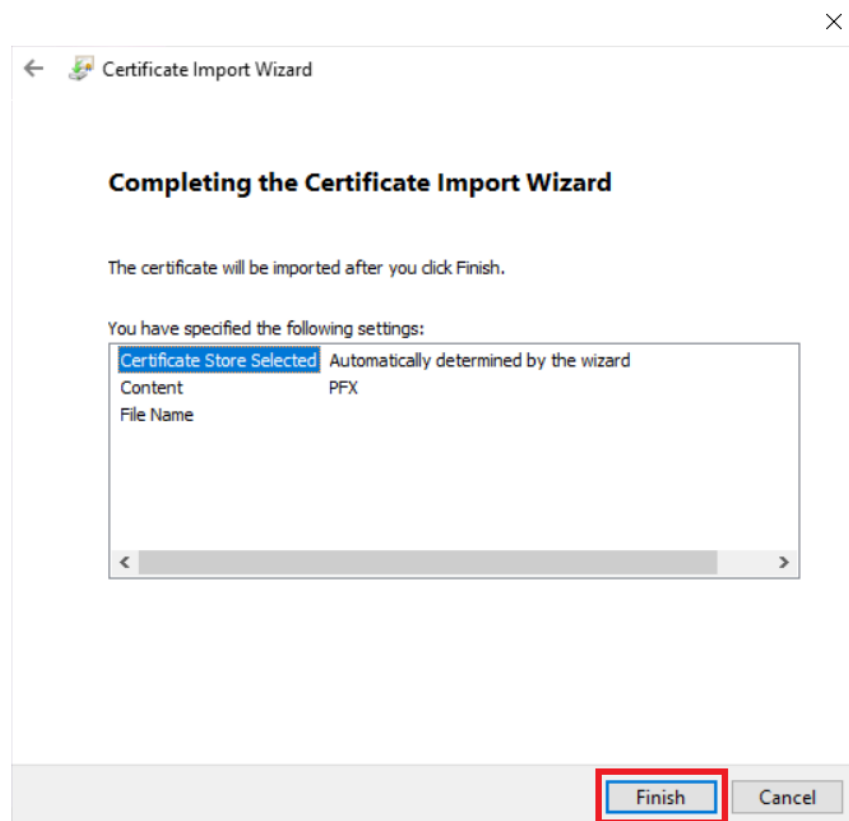 Certificate Import Wizard
Completing the Certificate Import Wizard
The certificate will be imported after you click Finish.
You have specified the following settings:
Certificate Store Selected Automatically determined by the wizard
Content PFX
File Name
Finish Cancel